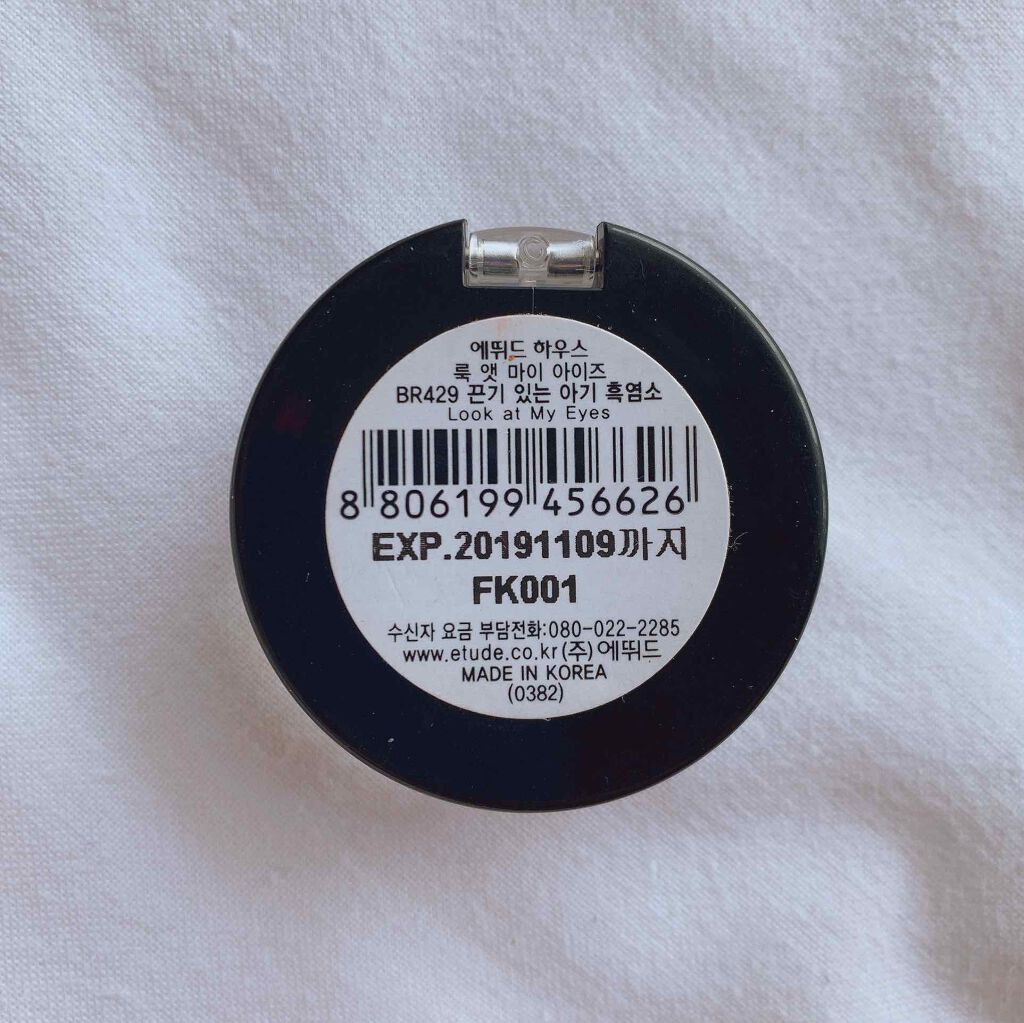 에뛰드 하우스
룩 앳 마이 아이즈
BR429 끈기 있는 아기 흑염소
Look at My Eyes
8 806199 456626
EXP.20191109까지
FK001
수신자 요금 부담전화:080-022-2285
www.etude.co.kr(주)에뛰드
MADE IN KOREA
(0382)